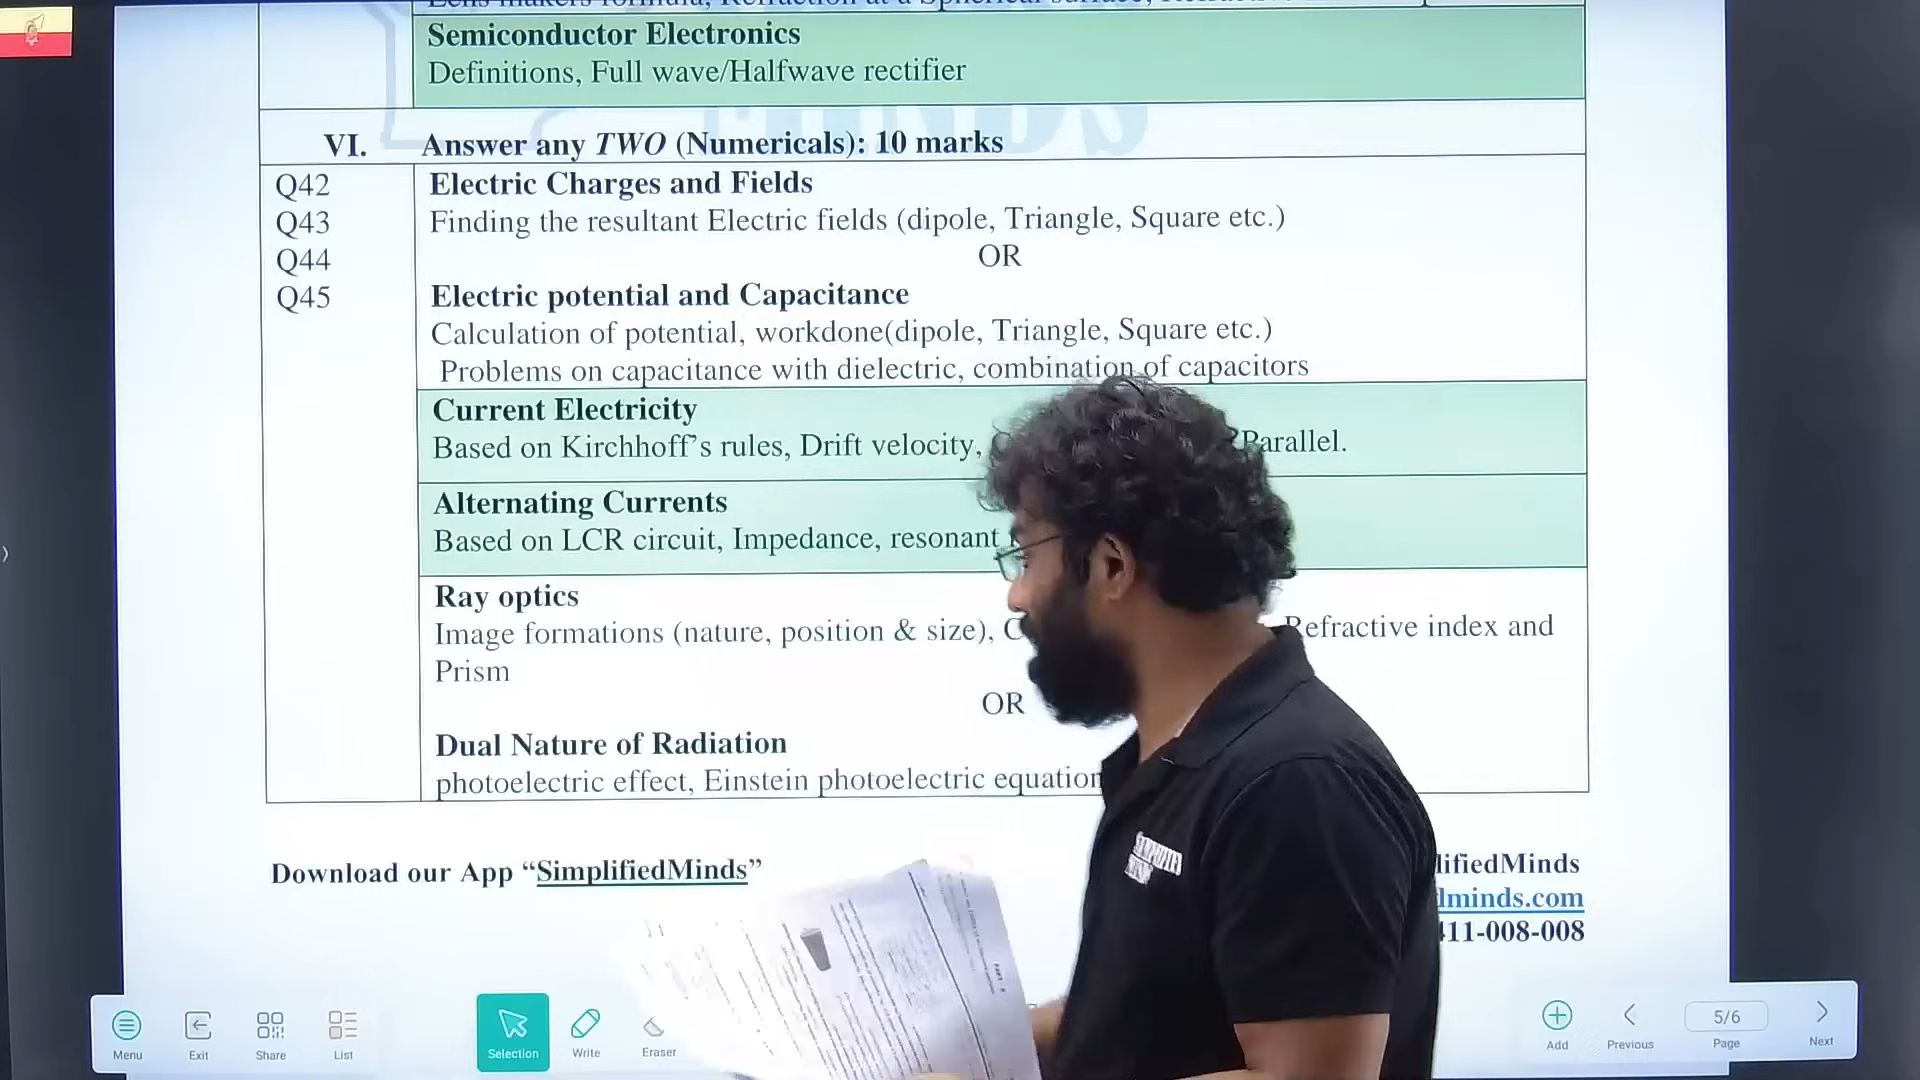 Semiconductor Electronics
Definitions, Full wave/Halfwave rectifier
MINDS
VI. Answer any TWO (Numericals): 10 marks
Q42 Electric Charges and Fields
Q43 Finding the resultant Electric fields (dipole, Triangle, Square etc.)
Q44 OR
Q45 Electric potential and Capacitance
Calculation of potential, workdone(dipole, Triangle, Square etc.)
Problems on capacitance with dielectric, combination of capacitors
Current Electricity
Based on Kirchhoff's rules, Drift velocity, Parallel.
Alternating Currents
Based on LCR circuit, Impedance, resonant
Ray optics
Image formations (nature, position & size), Refractive index and
Prism
OR
Dual Nature of Radiation
photoelectric effect, Einstein photoelectric equation
Download our App “SimplifiedMinds” lifiedMinds
lminds.com
11-008-008
Menu Exit Share List Selection Write Eraser Add Previous 5/6 Page Next